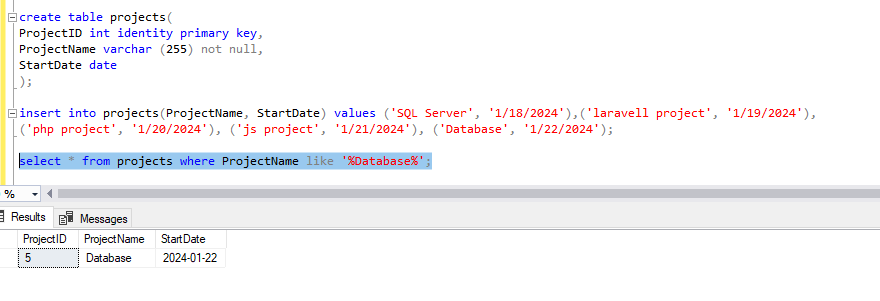 create table projects(
ProjectID int identity primary key,
ProjectName varchar (255) not null,
StartDate date
);
insert into projects(ProjectName, StartDate) values ('SQL Server', '1/18/2024'),('laravell project', '1/19/2024'),
('php project', '1/20/2024'), ('js project', '1/21/2024'), ('Database', '1/22/2024');
select * from projects where ProjectName like '%Database%';
%
Results Messages
ProjectID ProjectName StartDate
5 Database 2024-01-22